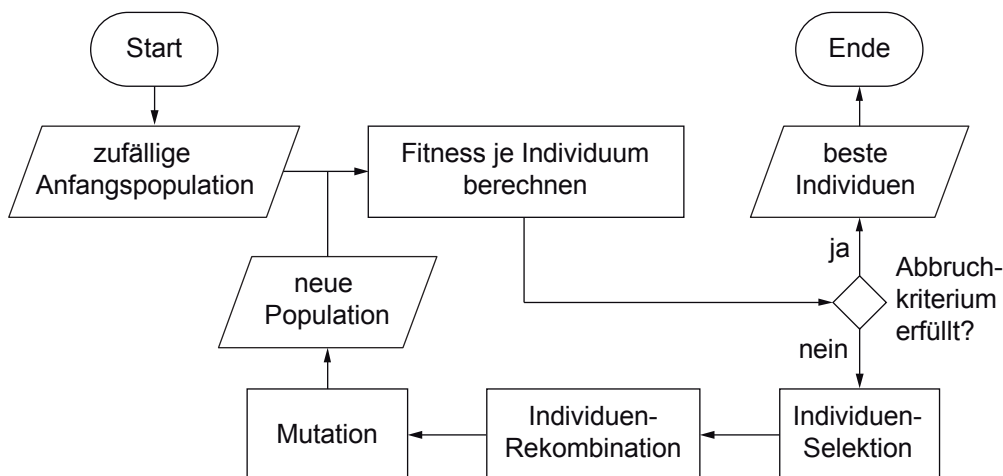 Start
Ende
zufällige
Anfangspopulation
Fitness je Individuum
berechnen
beste
Individuen
ja
Abbruch-
kriterium
erfüllt?
neue
Population
nein
Mutation
Individuen-
Rekombination
Individuen-
Selektion